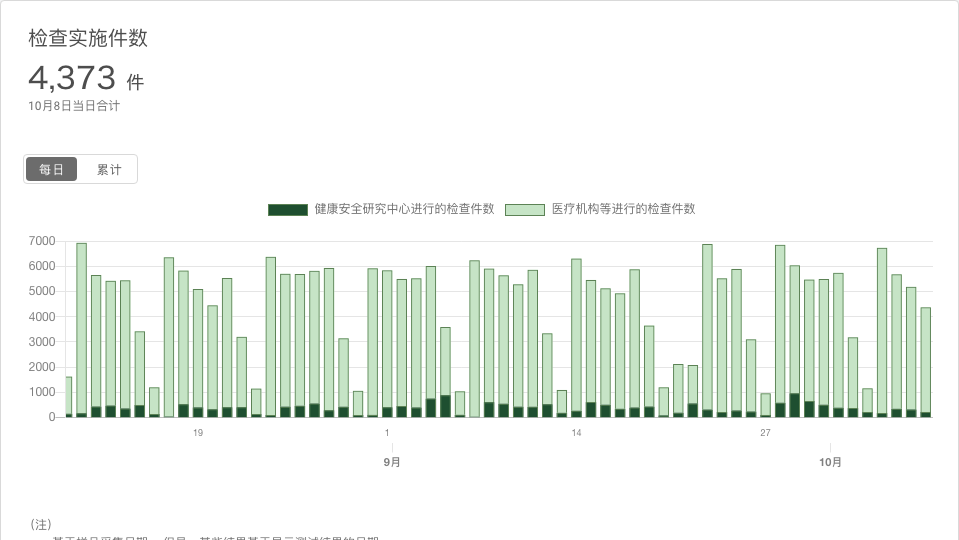 检查实施件数
4,373 件
10月8日当日合计
每日 累计
健康安全研究中心进行的检查件数 医疗机构等进行的检查件数
7000
6000
5000
4000
3000
2000
1000
0
19 1 14 27
9月 10月
(注)